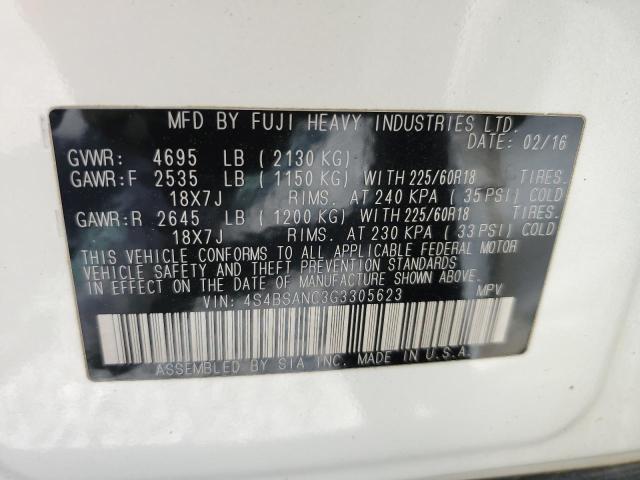 MFD BY FUJI HEAVY INDUSTRIES LTD.
DATE: 02/16
GVWR: 4695 LB (2130 KG)
GAWR:F 2535 LB (1150 KG) WITH 225/60R18 TIRES.
18X7J RIMS. AT 240 KPA (35 PSI) COLD
GAWR:R 2645 LB (1200 KG) WITH 225/60R18 TIRES.
18X7J RIMS. AT 230 KPA (33 PSI) COLD
THIS VEHICLE CONFORMS TO ALL APPLICABLE FEDERAL MOTOR
VEHICLE SAFETY AND THEFT PREVENTION STANDARDS
IN EFFECT ON THE DATE OF MANUFACTURE SHOWN ABOVE.
VIN: 4S4BSANC3G3305623 MPV
ASSEMBLED BY SIA INC. MADE IN U.S.A.